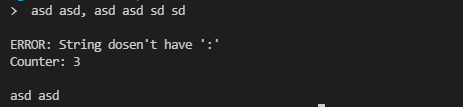 > asd asd, asd asd sd sd
ERROR: String dosen't have ':'
Counter: 3
asd asd